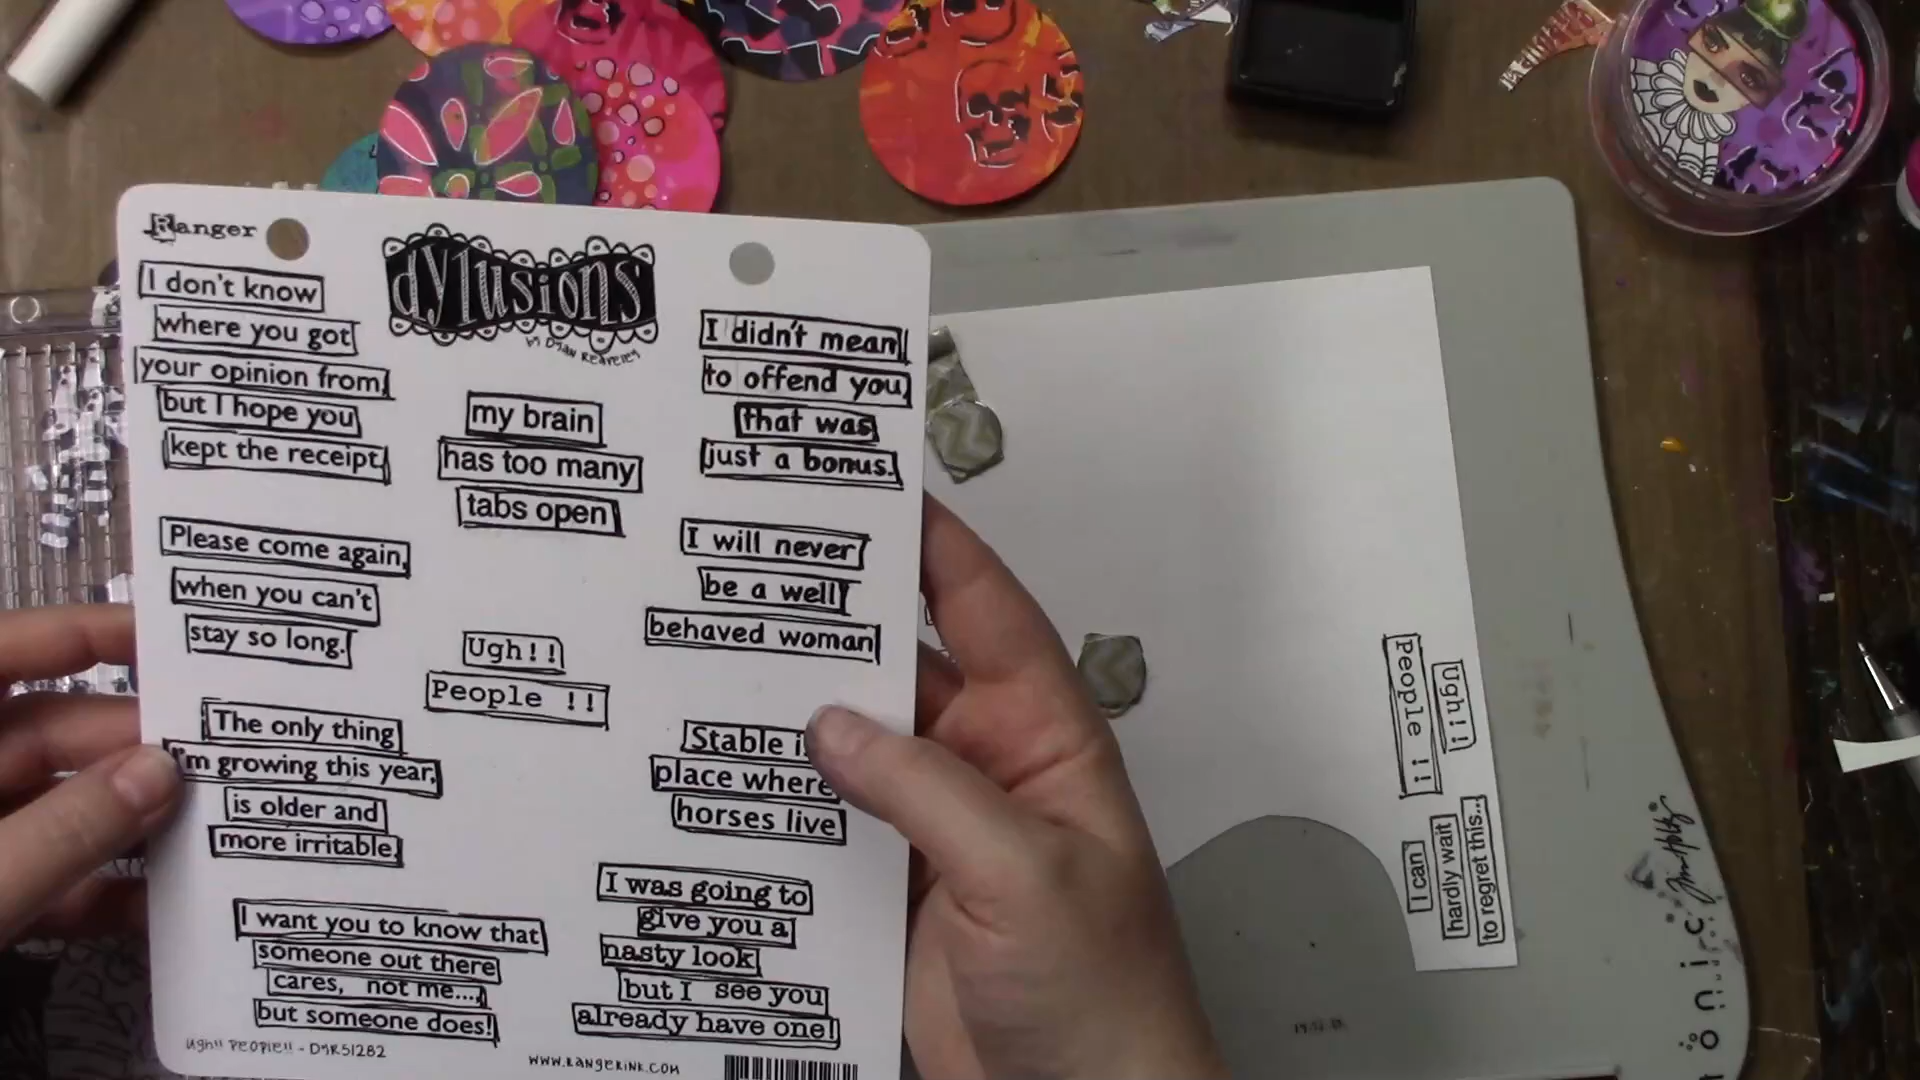 Ranger
dylusions
by Dyan Reaveley
I don't know
where you got
your opinion from,
but I hope you
kept the receipt.
my brain
has too many
tabs open
I didn't mean
to offend you,
that was
just a bonus.
Please come again,
when you can't
stay so long.
I will never
be a well
behaved woman
Ugh!!
People !!
The only thing
I'm growing this year,
is older and
more irritable.
Stable
place where
horses live
I want you to know that
someone out there
cares, not me....
but someone does!
I was going to
give you a
nasty look
but I see you
already have one!
Ugh!! People!! - DYR51282
www.RANGERINK.com
Ugh!!
People !!
I can
hardly wait
to regret this...
Tim Holtz
tonic